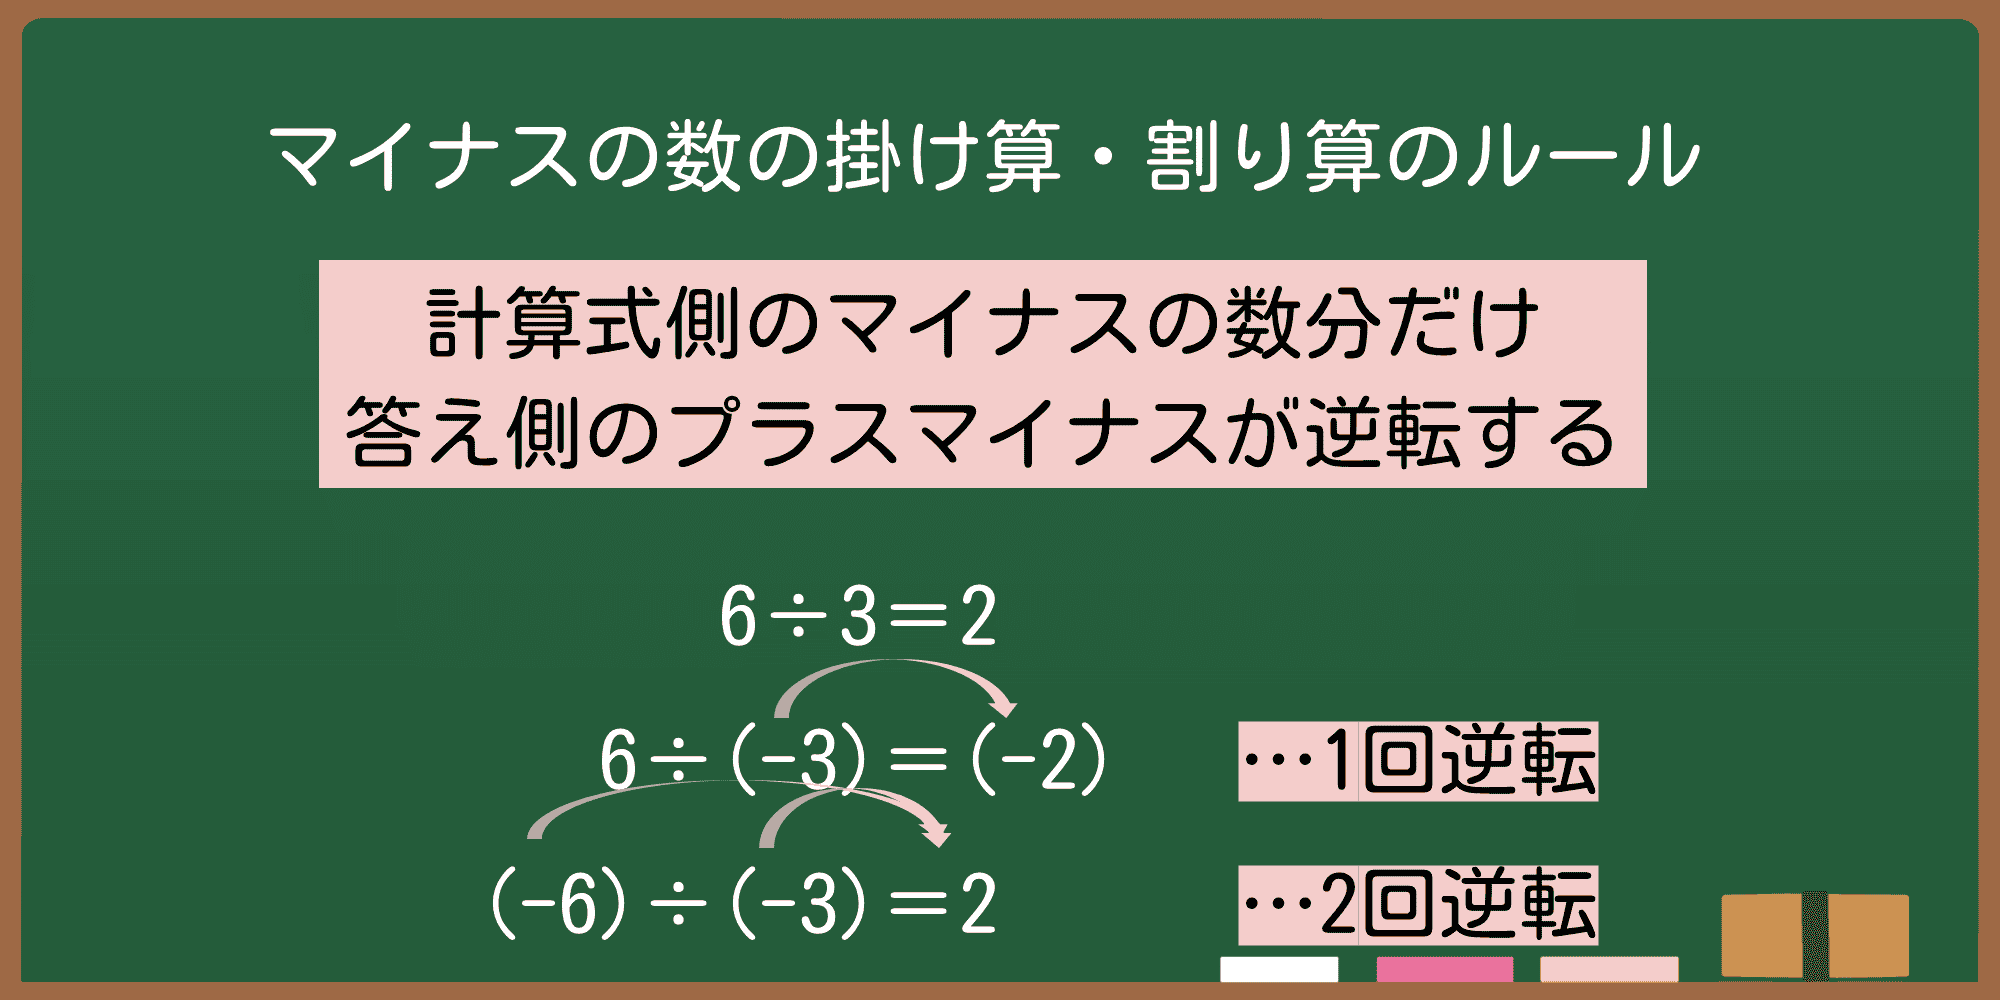 マイナスの数の掛け算・割り算のルール
計算式側のマイナスの数分だけ
答え側のプラスマイナスが逆転する
6÷3＝2
6÷(-3)＝(-2) …1回逆転
(-6)÷(-3)＝2 …2回逆転